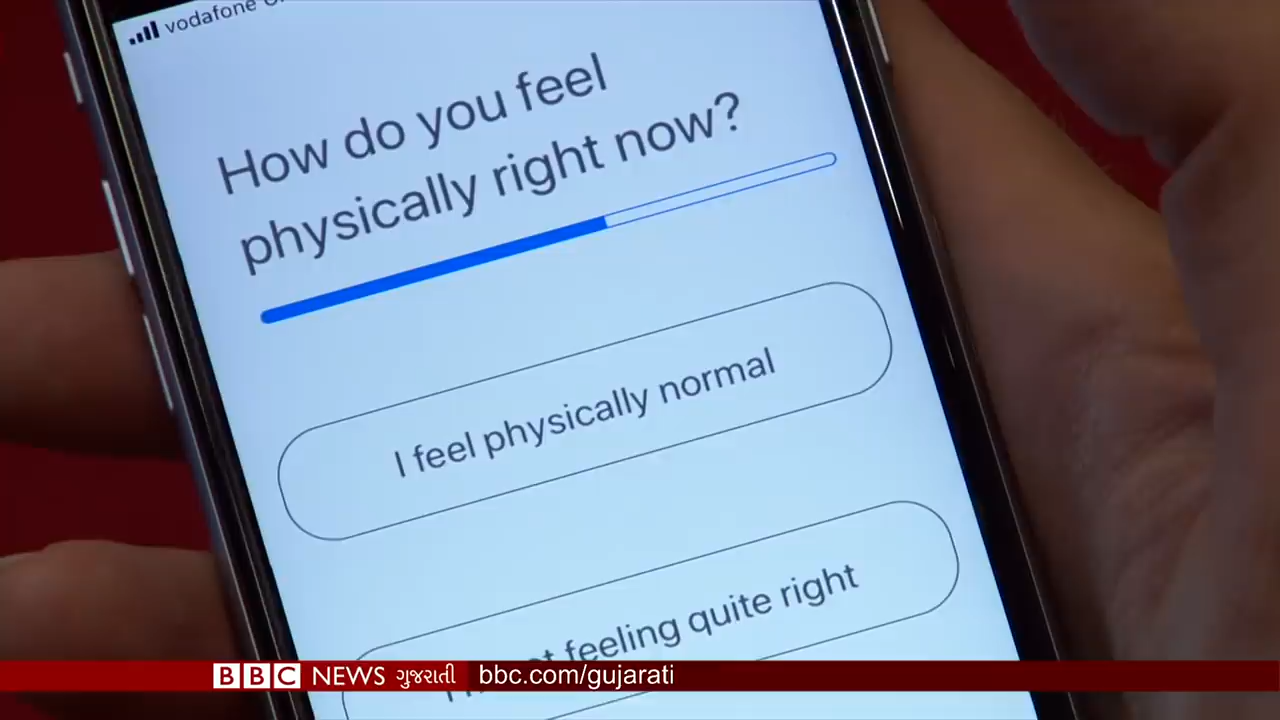 vodafone
How do you feel
physically right now?
I feel physically normal
feeling quite right
BBC NEWS ગુજરાતી bbc.com/gujarati